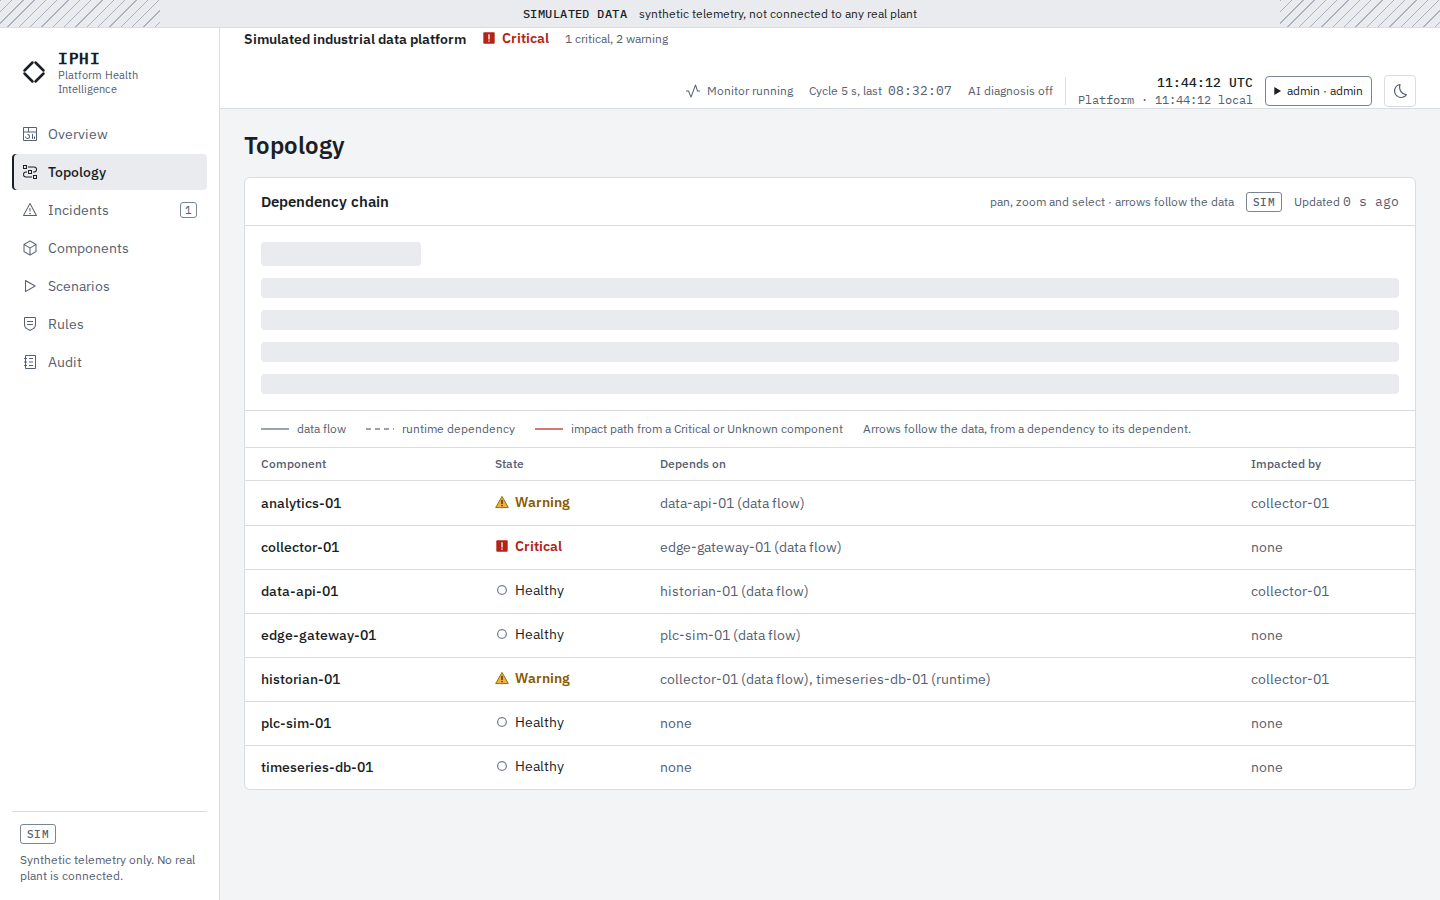 SIMULATED DATA synthetic telemetry, not connected to any real plant
IPHI
Platform Health
Intelligence
Overview
Topology
Incidents 1
Components
Scenarios
Rules
Audit
SIM
Synthetic telemetry only. No real
plant is connected.
Simulated industrial data platform Critical 1 critical, 2 warning
Monitor running Cycle 5 s, last 08:32:07 AI diagnosis off
11:44:12 UTC
Platform · 11:44:12 local
admin · admin
Topology
Dependency chain pan, zoom and select · arrows follow the data SIM Updated 0 s ago
data flow runtime dependency impact path from a Critical or Unknown component Arrows follow the data, from a dependency to its dependent.
Component State Depends on Impacted by
analytics-01 Warning data-api-01 (data flow) collector-01
collector-01 Critical edge-gateway-01 (data flow) none
data-api-01 Healthy historian-01 (data flow) collector-01
edge-gateway-01 Healthy plc-sim-01 (data flow) none
historian-01 Warning collector-01 (data flow), timeseries-db-01 (runtime) collector-01
plc-sim-01 Healthy none none
timeseries-db-01 Healthy none none